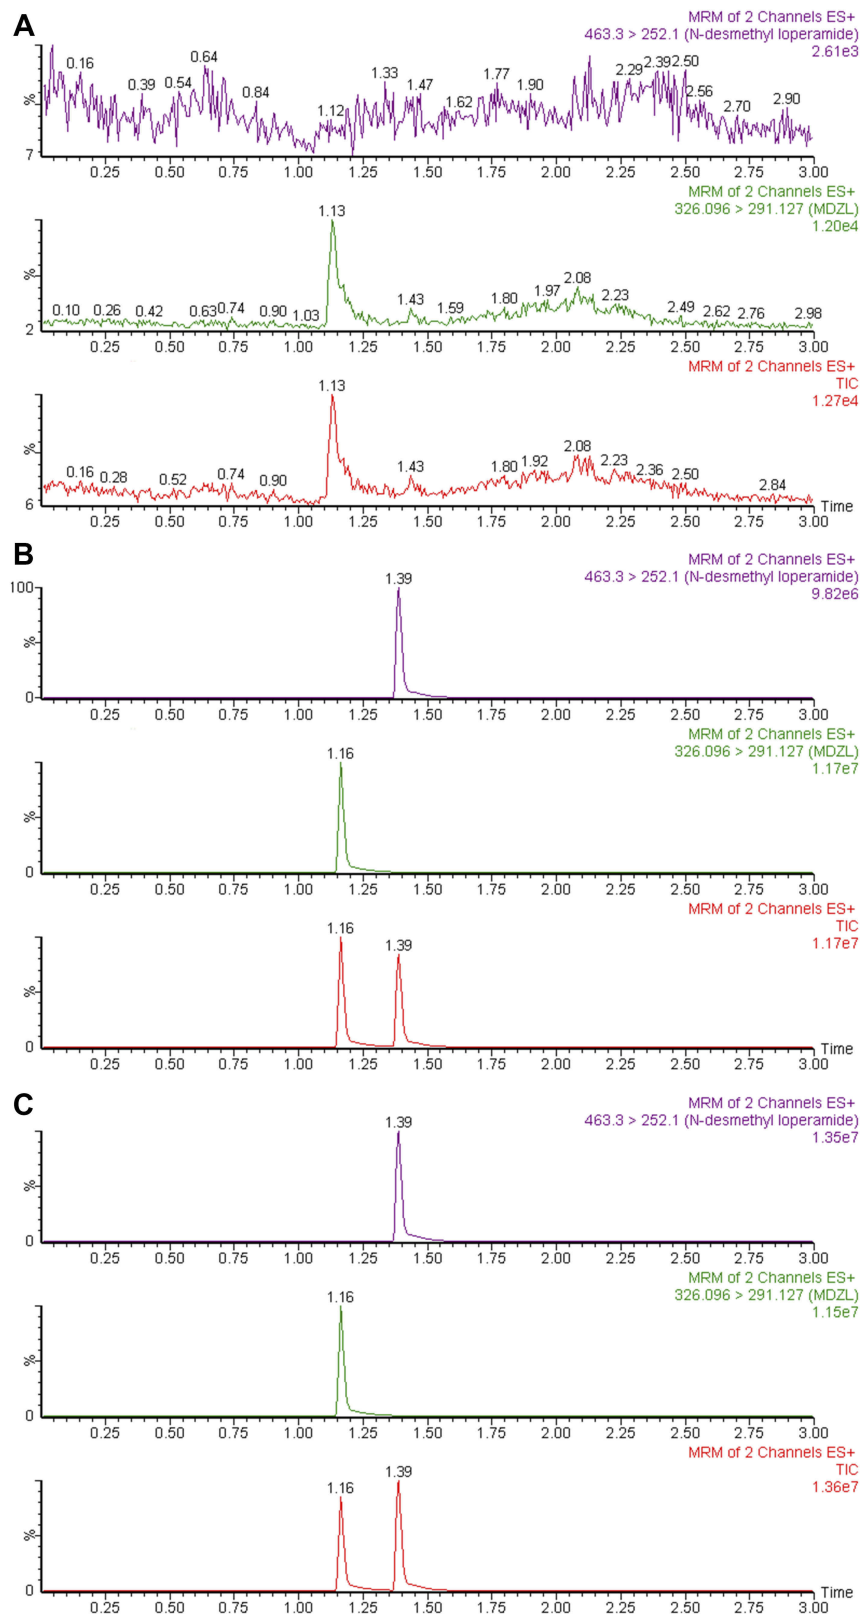 A
MRM of 2 Channels ES+
463.3 > 252.1 (N-desmethyl loperamide)
2.61e3
0.16 0.39 0.54 0.64 0.84 1.12 1.33 1.47 1.62 1.77 1.90 2.29 2.39 2.50 2.56 2.70 2.90
%
7
0.25 0.50 0.75 1.00 1.25 1.50 1.75 2.00 2.25 2.50 2.75 3.00
MRM of 2 Channels ES+
326.096 > 291.127 (MDZL)
1.20e4
1.13
0.10 0.26 0.42 0.63 0.74 0.90 1.03 1.43 1.59 1.80 1.97 2.08 2.23 2.49 2.62 2.76 2.98
%
2
0.25 0.50 0.75 1.00 1.25 1.50 1.75 2.00 2.25 2.50 2.75 3.00
MRM of 2 Channels ES+
TIC
1.27e4
1.13
0.16 0.28 0.52 0.74 0.90 1.43 1.80 1.92 2.08 2.23 2.36 2.50 2.84
%
6
0.25 0.50 0.75 1.00 1.25 1.50 1.75 2.00 2.25 2.50 2.75 3.00 Time
B
MRM of 2 Channels ES+
463.3 > 252.1 (N-desmethyl loperamide)
9.82e6
1.39
100
%
0
0.25 0.50 0.75 1.00 1.25 1.50 1.75 2.00 2.25 2.50 2.75 3.00
MRM of 2 Channels ES+
326.096 > 291.127 (MDZL)
1.17e7
1.16
%
0
0.25 0.50 0.75 1.00 1.25 1.50 1.75 2.00 2.25 2.50 2.75 3.00
MRM of 2 Channels ES+
TIC
1.17e7
1.16 1.39
%
0
0.25 0.50 0.75 1.00 1.25 1.50 1.75 2.00 2.25 2.50 2.75 3.00 Time
C
MRM of 2 Channels ES+
463.3 > 252.1 (N-desmethyl loperamide)
1.35e7
1.39
%
0
0.25 0.50 0.75 1.00 1.25 1.50 1.75 2.00 2.25 2.50 2.75 3.00
MRM of 2 Channels ES+
326.096 > 291.127 (MDZL)
1.15e7
1.16
%
0
0.25 0.50 0.75 1.00 1.25 1.50 1.75 2.00 2.25 2.50 2.75 3.00
MRM of 2 Channels ES+
TIC
1.36e7
1.16 1.39
%
0
0.25 0.50 0.75 1.00 1.25 1.50 1.75 2.00 2.25 2.50 2.75 3.00 Time